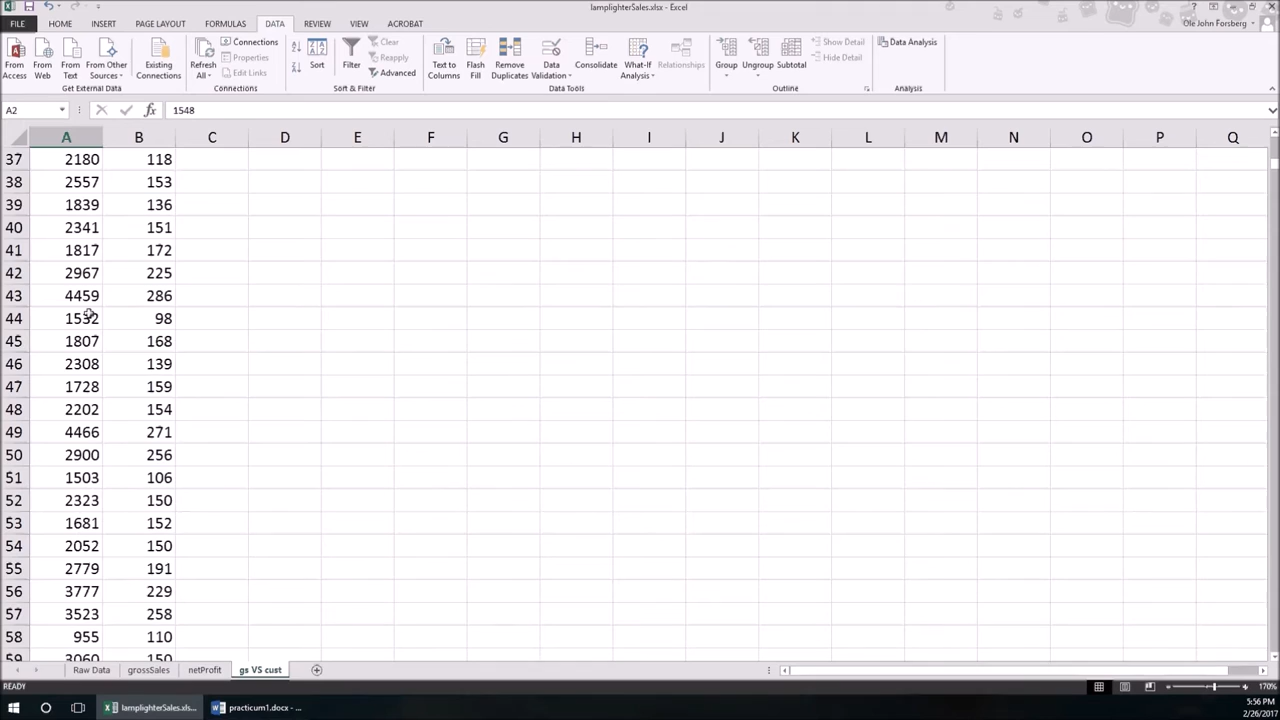 lamplighterSales.xlsx - Excel
FILE HOME INSERT PAGE LAYOUT FORMULAS DATA REVIEW VIEW ACROBAT
Ole John Forsberg
From Access
From Web
From Text
From Other Sources
Existing Connections
Get External Data
Refresh All
Connections
Properties
Edit Links
Connections
Sort
Filter
Clear
Reapply
Advanced
Sort & Filter
Text to Columns
Flash Fill
Remove Duplicates
Data Validation
Consolidate
What-If Analysis
Relationships
Data Tools
Group
Ungroup
Subtotal
Show Detail
Hide Detail
Outline
Data Analysis
Analysis
A2 fx 1548
A B C D E F G H I J K L M N O P Q
37 2180 118
38 2557 153
39 1839 136
40 2341 151
41 1817 172
42 2967 225
43 4459 286
44 1532 98
45 1807 168
46 2308 139
47 1728 159
48 2202 154
49 4466 271
50 2900 256
51 1503 106
52 2323 150
53 1681 152
54 2052 150
55 2779 191
56 3777 229
57 3523 258
58 955 110
59 3060 150
Raw Data grossSales netProfit gs VS cust
READY 170%
lamplighterSales.xls... practicum1.docx - ...
5:56 PM
2/26/2017